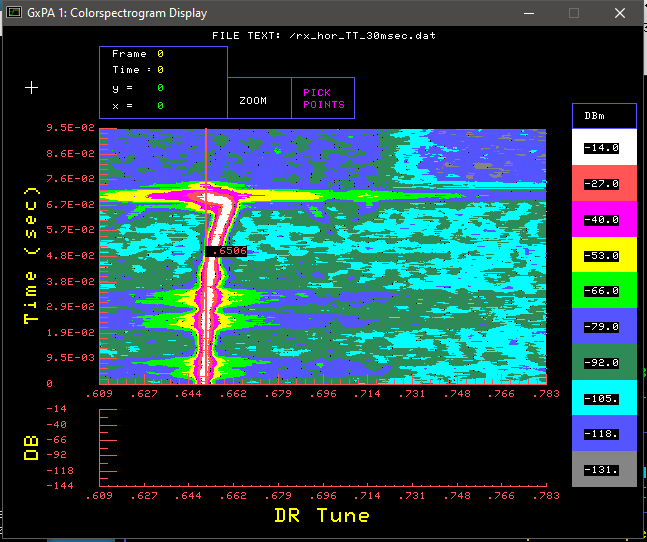 GxPA 1: Colorspectrogram Display
FILE TEXT: /rx_hor_TT_30msec.dat
Frame 0
Time : 0
y = 0
x = 0
ZOOM
PICK
POINTS
DBm
-14.0
-27.0
-40.0
-53.0
-66.0
-79.0
-92.0
-105.
-118.
-131.
Time (sec)
9.5E-02
8.6E-02
7.6E-02
6.2E-02
5.7E-02
4.8E-02
3.8E-02
2.9E-02
1.9E-02
9.5E-03
0
.6506
.609 .627 .644 .662 .679 .696 .714 .731 .748 .766 .783
DB
-14
-40
-66
-92
-118
-144
.609 .627 .644 .662 .679 .696 .714 .731 .748 .766 .783
DR Tune